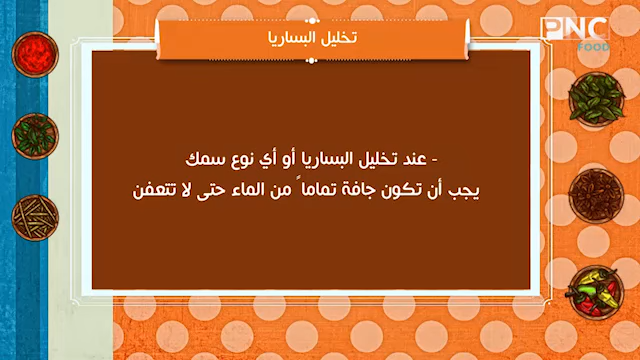 تخليل البساريا
PNC
FOOD
- عند تخليل البساريا أو أي نوع سمك
يجب أن تكون جافة تماماً من الماء حتى لا تتعفن